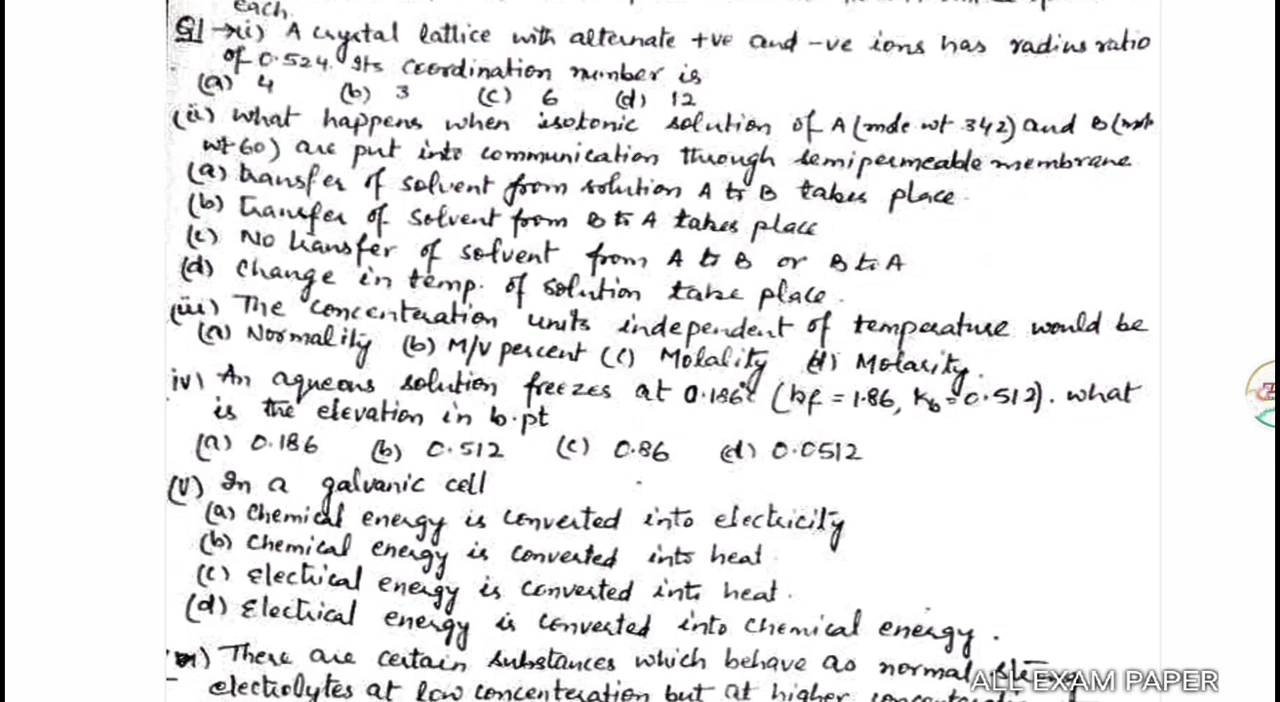 each.
Q1 →(i) A crystal lattice with alternate +ve and -ve ions has radius ratio
of 0.524. Its coordination number is
(a) 4 (b) 3 (c) 6 (d) 12
(ii) what happens when isotonic solution of A (mole wt 342) and B (
wt 60) are put into communication through semipermeable membrane
(a) transfer of solvent from solution A to B takes place.
(b) transfer of solvent from B to A takes place
(c) No transfer of solvent from A to B or B to A
(d) change in temp. of solution take place.
(iii) The concenteration units independent of temperature would be
(a) Normality (b) M/V percent (c) Molality (d) Molarity.
iv) An aqueous solution freezes at 0.186°C (kf = 1.86, Kb = 0.512). what
is the elevation in b.pt
(a) 0.186 (b) 0.512 (c) 0.86 (d) 0.0512
(v) In a galvanic cell
(a) Chemical energy is converted into electricity
(b) Chemical energy is converted into heat
(c) Electrical energy is converted into heat.
(d) Electrical energy is converted into chemical energy.
vi) There are certain substances which behave as normal
ALL EXAM PAPER
electrolytes at low concenteration but at higher